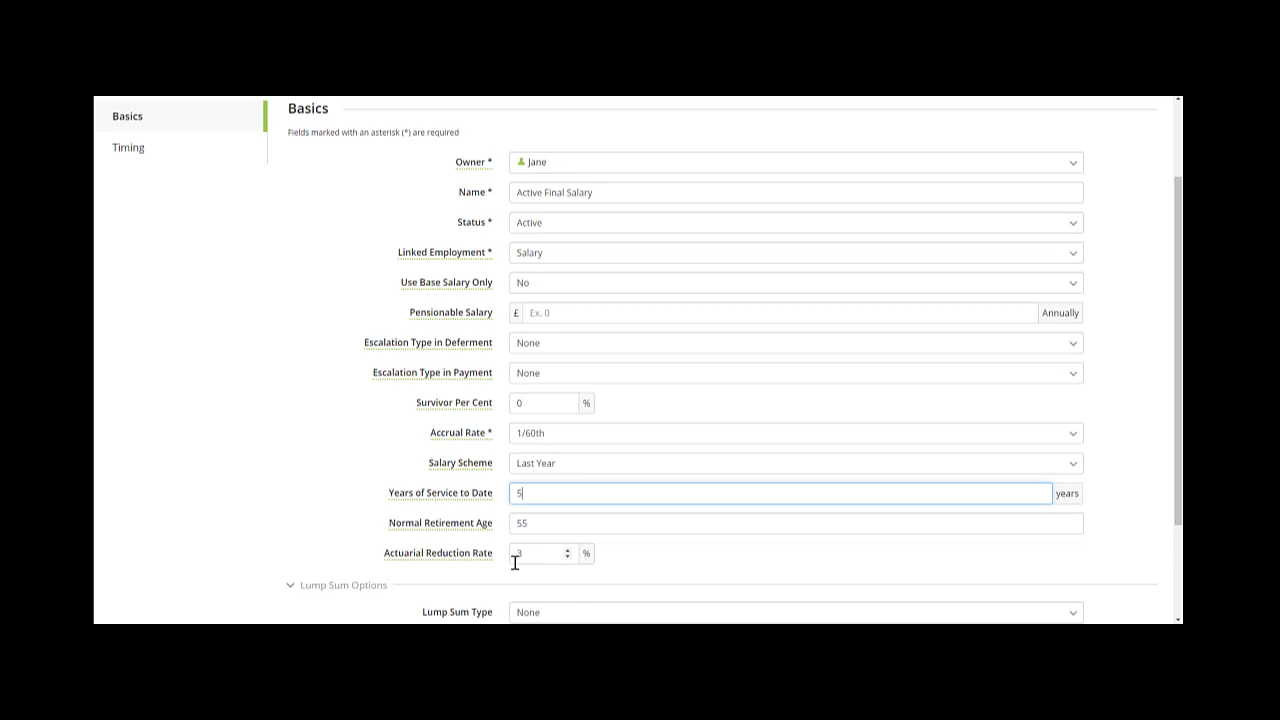 Basics
Timing
Basics
Fields marked with an asterisk (*) are required
Owner * Jane
Name * Active Final Salary
Status * Active
Linked Employment * Salary
Use Base Salary Only No
Pensionable Salary £ Ex. 0 Annually
Escalation Type in Deferment None
Escalation Type in Payment None
Survivor Per Cent 0 %
Accrual Rate * 1/60th
Salary Scheme Last Year
Years of Service to Date 5 years
Normal Retirement Age 55
Actuarial Reduction Rate 3 %
Lump Sum Options
Lump Sum Type None